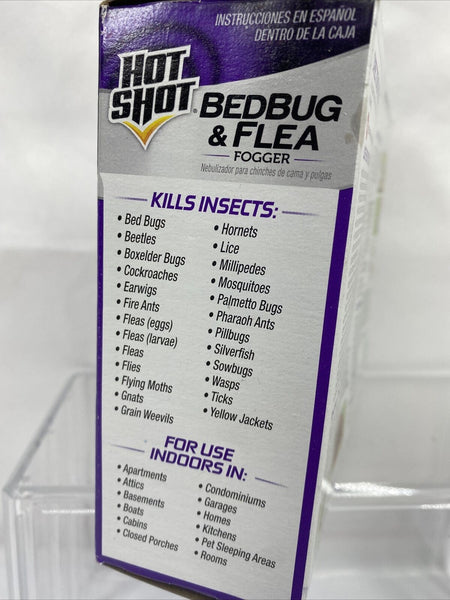 INSTRUCCIONES EN ESPAÑOL
DENTRO DE LA CAJA
HOT
SHOT®
BEDBUG
& FLEA
FOGGER
Nebulizador para chinches de cama y pulgas
KILLS INSECTS:
• Bed Bugs
• Beetles
• Boxelder Bugs
• Cockroaches
• Earwigs
• Fire Ants
• Fleas (eggs)
• Fleas (larvae)
• Fleas
• Flies
• Flying Moths
• Gnats
• Grain Weevils
• Hornets
• Lice
• Millipedes
• Mosquitoes
• Palmetto Bugs
• Pharaoh Ants
• Pillbugs
• Silverfish
• Sowbugs
• Wasps
• Ticks
• Yellow Jackets
FOR USE
INDOORS IN:
• Apartments
• Attics
• Basements
• Boats
• Cabins
• Closed Porches
• Condominiums
• Garages
• Homes
• Kitchens
• Pet Sleeping Areas
• Rooms